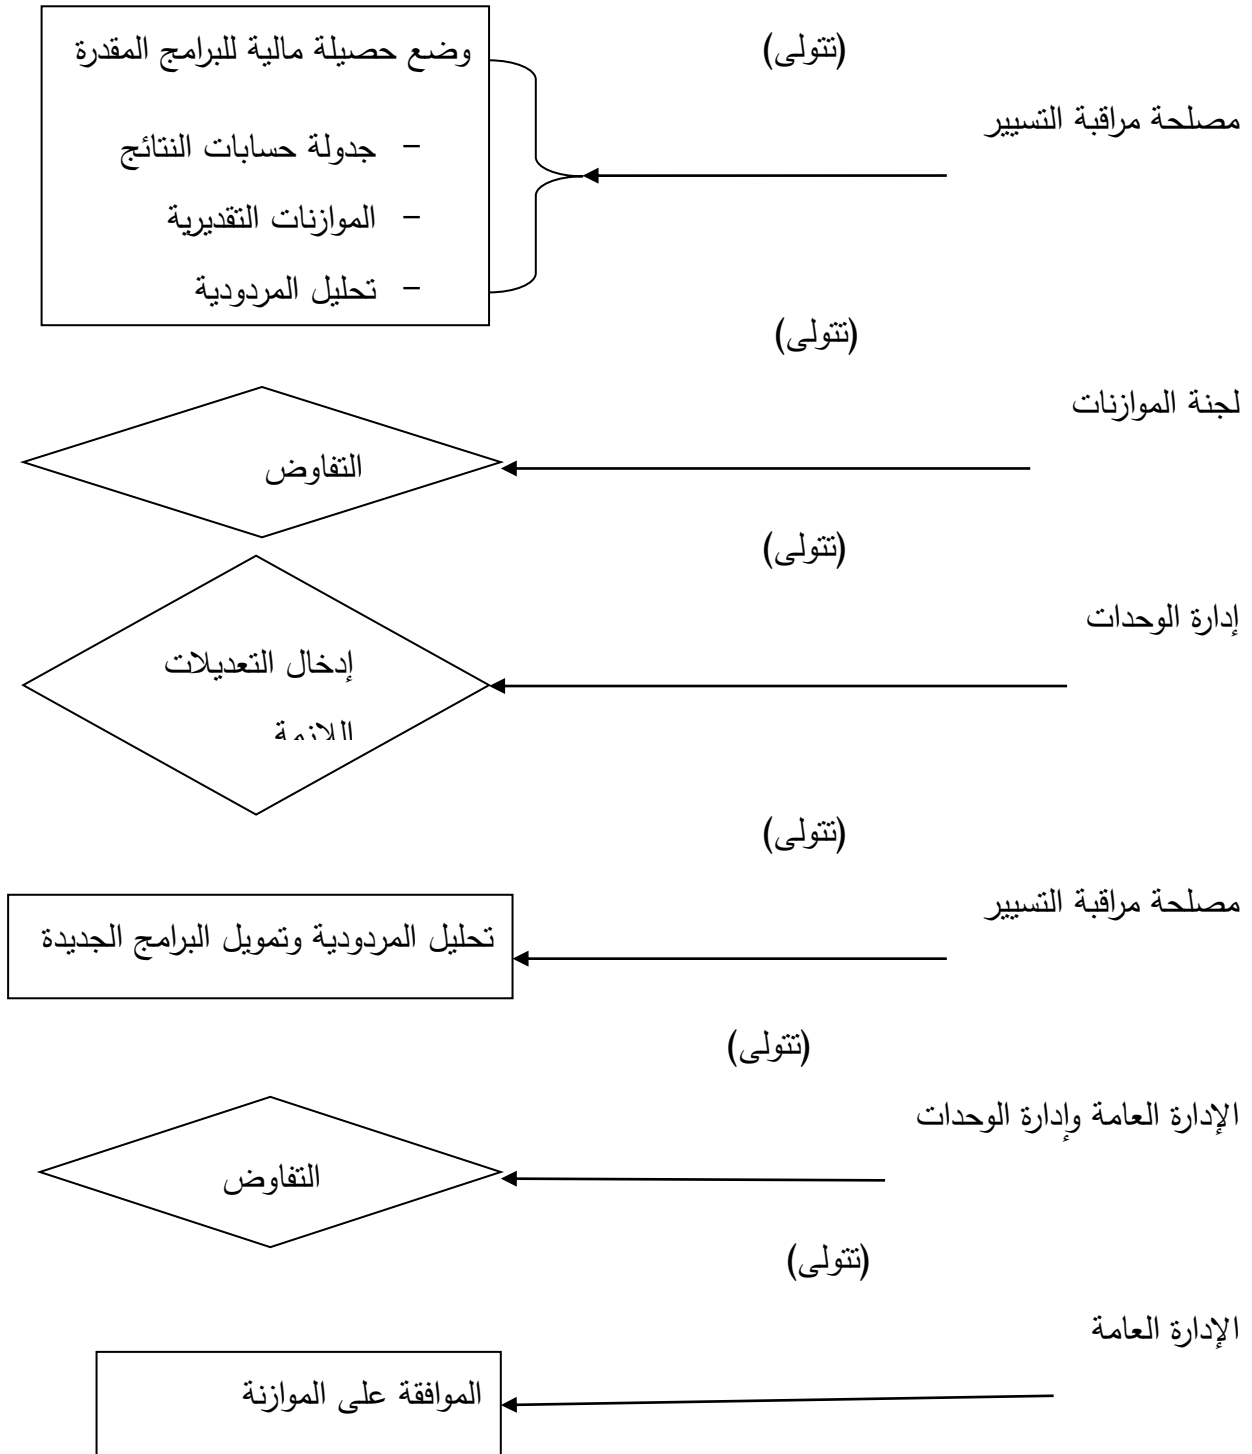 (تتولى)
وضع حصيلة مالية للبرامج المقدرة
مصلحة مراقبة التسيير
- جدولة حسابات النتائج
- الموازنات التقديرية
- تحليل المردودية
(تتولى)
لجنة الموازنات
التفاوض
(تتولى)
إدارة الوحدات
إدخال التعديلات
اللازمة
(تتولى)
مصلحة مراقبة التسيير
تحليل المردودية وتمويل البرامج الجديدة
(تتولى)
الإدارة العامة وإدارة الوحدات
التفاوض
(تتولى)
الإدارة العامة
الموافقة على الموازنة